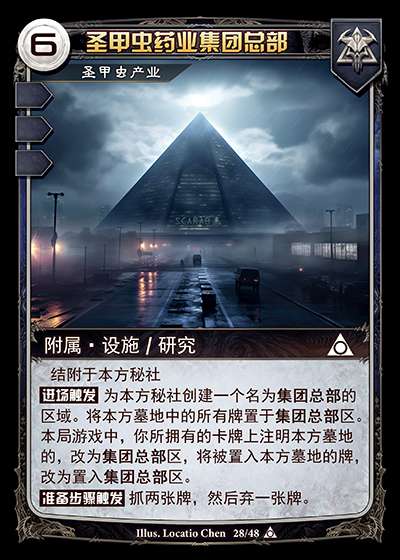 6
圣甲虫药业集团总部
圣甲虫产业
SCARAB
附属·设施 / 研究
结附于本方秘社
进场触发 为本方秘社创建一个名为集团总部的
区域。将本方墓地中的所有牌置于集团总部区。
本局游戏中，你所拥有的卡牌上注明本方墓地
的，改为集团总部区，将被置入本方墓地的牌，
改为置入集团总部区。
准备步骤触发 抓两张牌，然后弃一张牌。
Illus. Locatio Chen 28/48